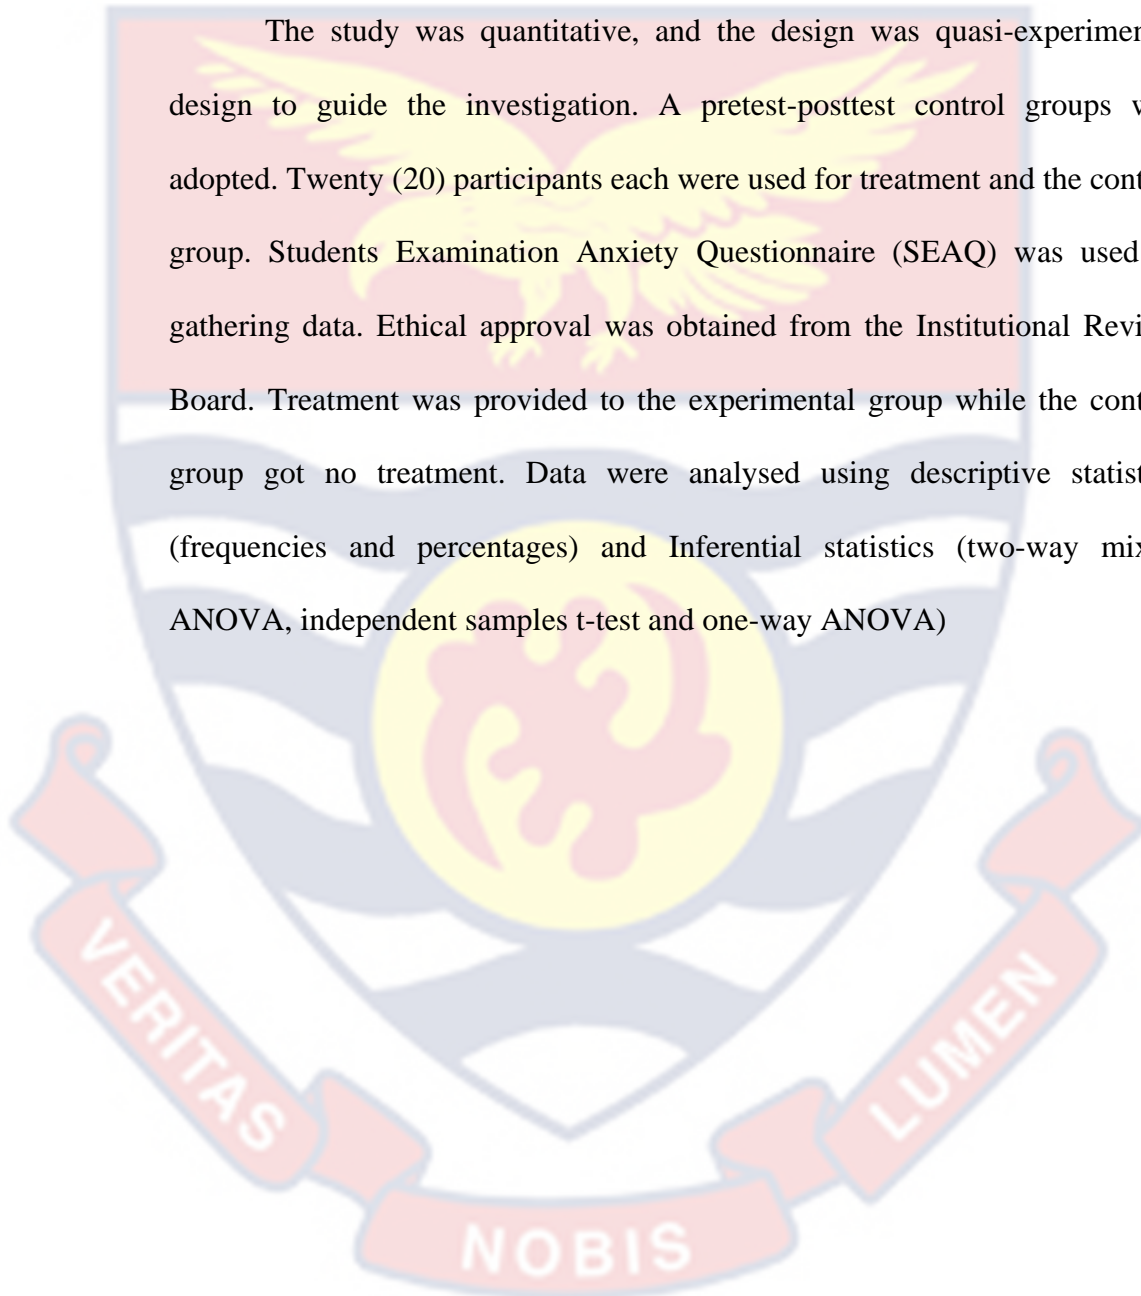 The study was quantitative, and the design was quasi-experimen
design to guide the investigation. A pretest-posttest control groups w
adopted. Twenty (20) participants each were used for treatment and the cont
group. Students Examination Anxiety Questionnaire (SEAQ) was used
gathering data. Ethical approval was obtained from the Institutional Revi
Board. Treatment was provided to the experimental group while the cont
group got no treatment. Data were analysed using descriptive statist
(frequencies and percentages) and Inferential statistics (two-way mix
ANOVA, independent samples t-test and one-way ANOVA)
VERITAS
NOBIS
LUMEN